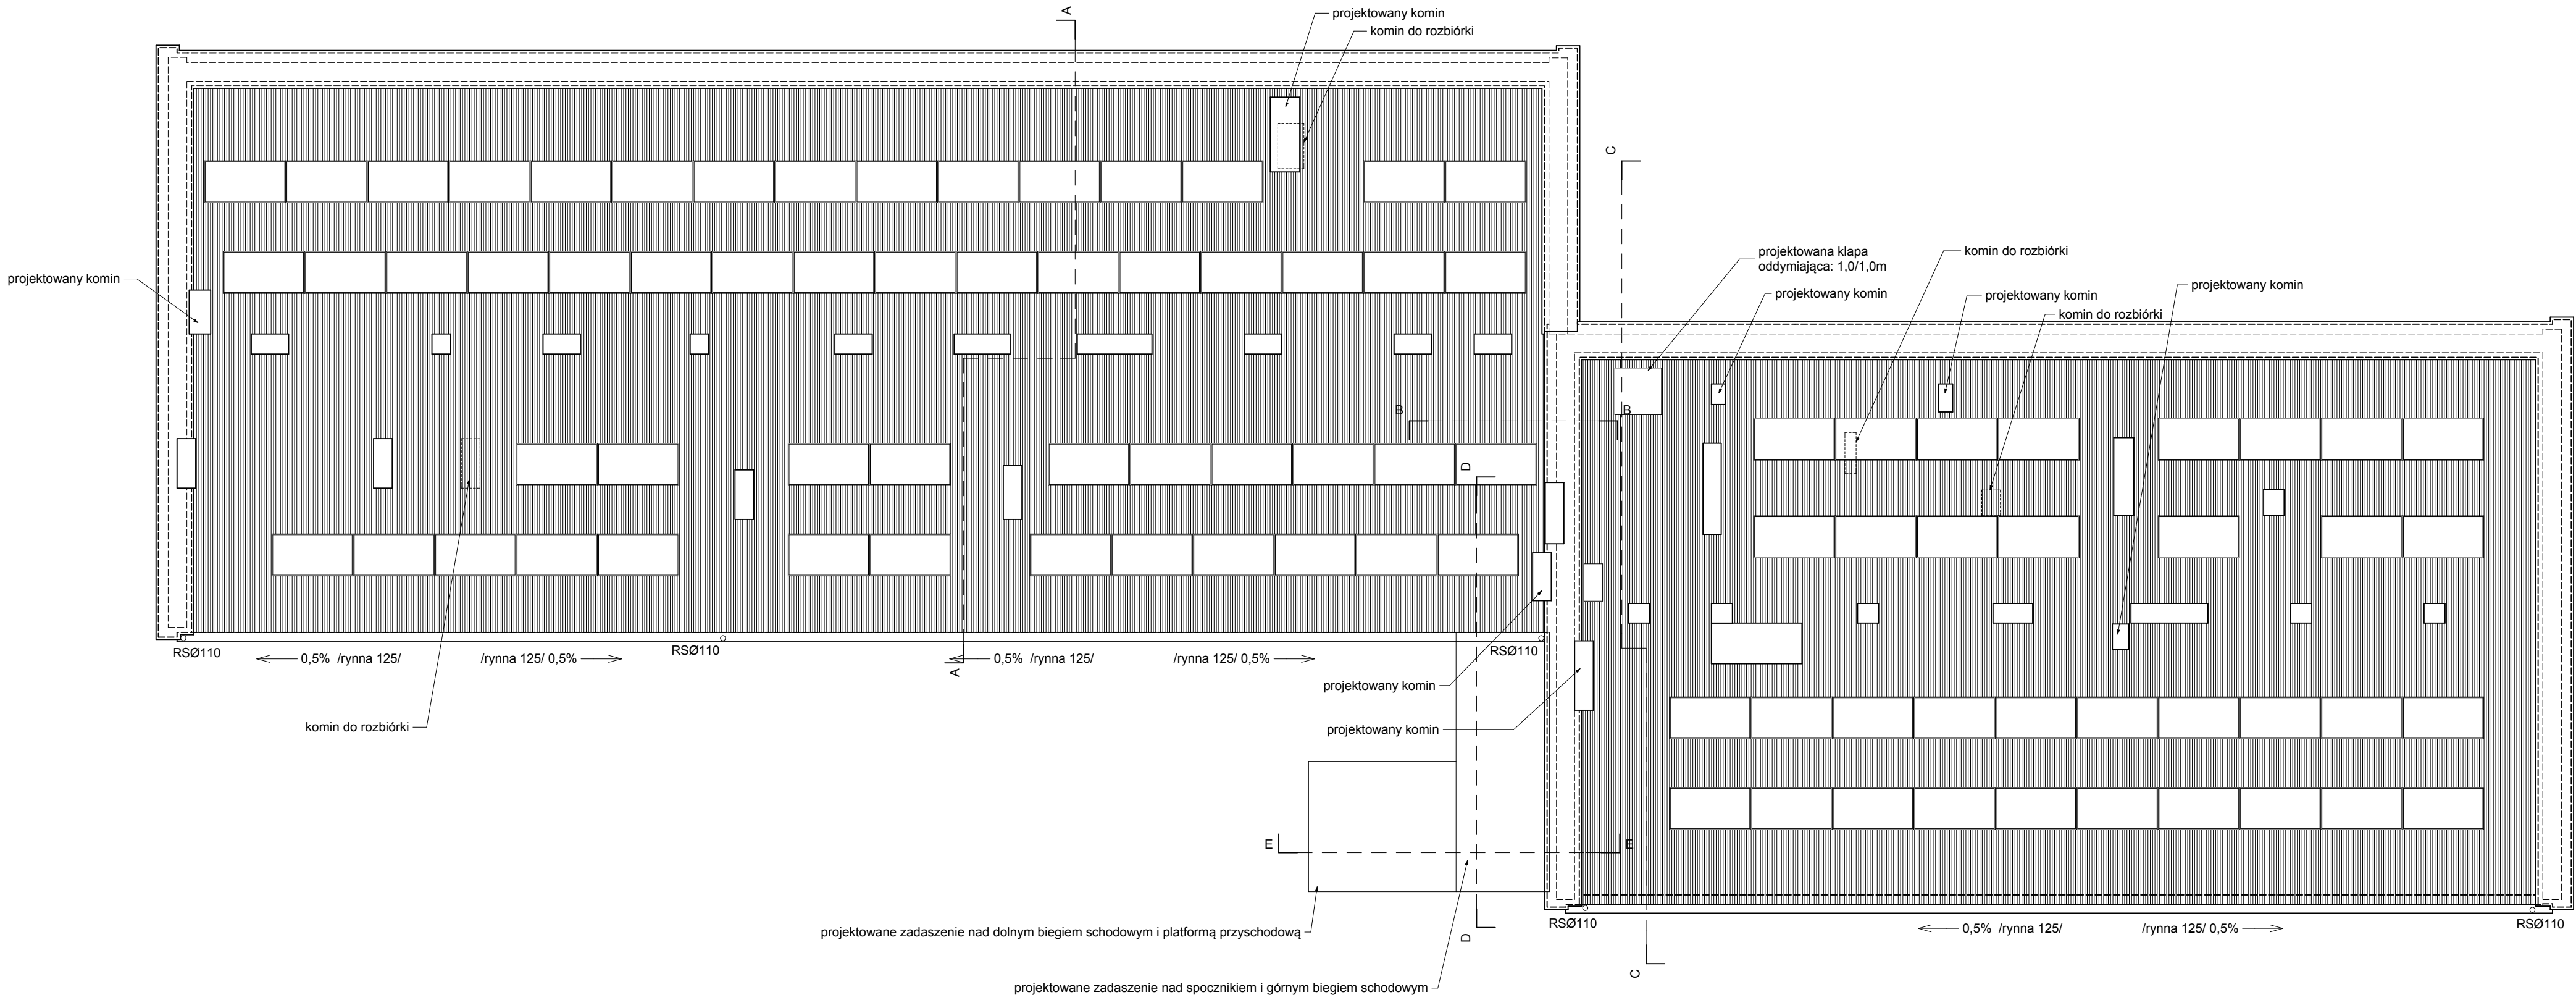 A
projektowany komin
komin do rozbiórki
C
projektowana klapa
oddymiająca: 1,0/1,0m
komin do rozbiórki
projektowany komin
projektowany komin
projektowany komin
projektowany komin
komin do rozbiórki
B
B
D
RSØ110
0,5% /rynna 125/
/rynna 125/ 0,5%
RSØ110
A
0,5% /rynna 125/
/rynna 125/ 0,5%
RSØ110
projektowany komin
komin do rozbiórki
projektowany komin
E
E
projektowane zadaszenie nad dolnym biegiem schodowym i platformą przyschodową
D
RSØ110
0,5% /rynna 125/
/rynna 125/ 0,5%
RSØ110
C
projektowane zadaszenie nad spocznikiem i górnym biegiem schodowym